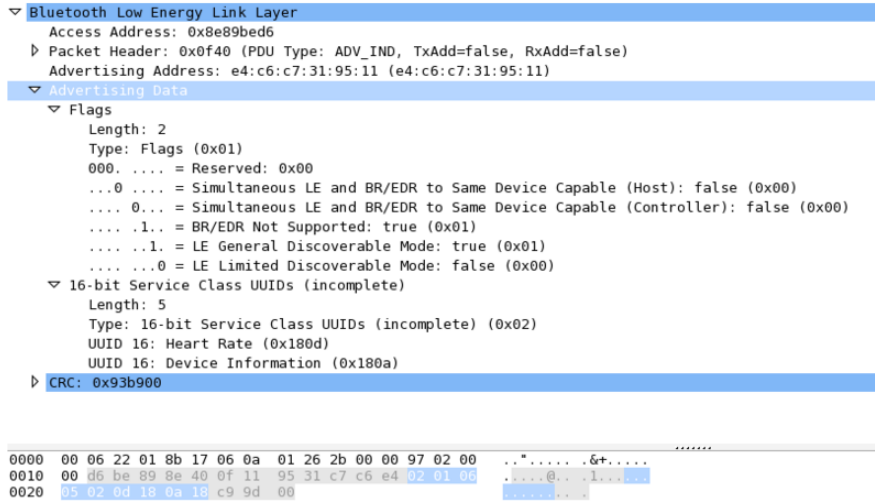 Bluetooth Low Energy Link Layer
Access Address: 0x8e89bed6
Packet Header: 0x0f40 (PDU Type: ADV_IND, TxAdd=false, RxAdd=false)
Advertising Address: e4:c6:c7:31:95:11 (e4:c6:c7:31:95:11)
Advertising Data
Flags
Length: 2
Type: Flags (0x01)
000. .... = Reserved: 0x00
...0 .... = Simultaneous LE and BR/EDR to Same Device Capable (Host): false (0x00)
.... 0... = Simultaneous LE and BR/EDR to Same Device Capable (Controller): false (0x00)
.... .1.. = BR/EDR Not Supported: true (0x01)
.... ..1. = LE General Discoverable Mode: true (0x01)
.... ...0 = LE Limited Discoverable Mode: false (0x00)
16-bit Service Class UUIDs (incomplete)
Length: 5
Type: 16-bit Service Class UUIDs (incomplete) (0x02)
UUID 16: Heart Rate (0x180d)
UUID 16: Device Information (0x180a)
CRC: 0x93b900
0000 00 06 22 01 8b 17 06 0a 01 26 2b 00 00 97 02 00 .."..... .&+.....
0010 00 d6 be 89 8e 40 0f 11 95 31 c7 c6 e4 02 01 06 .....@.. .1......
0020 05 02 0d 18 0a 18 c9 9d 00 ........ .